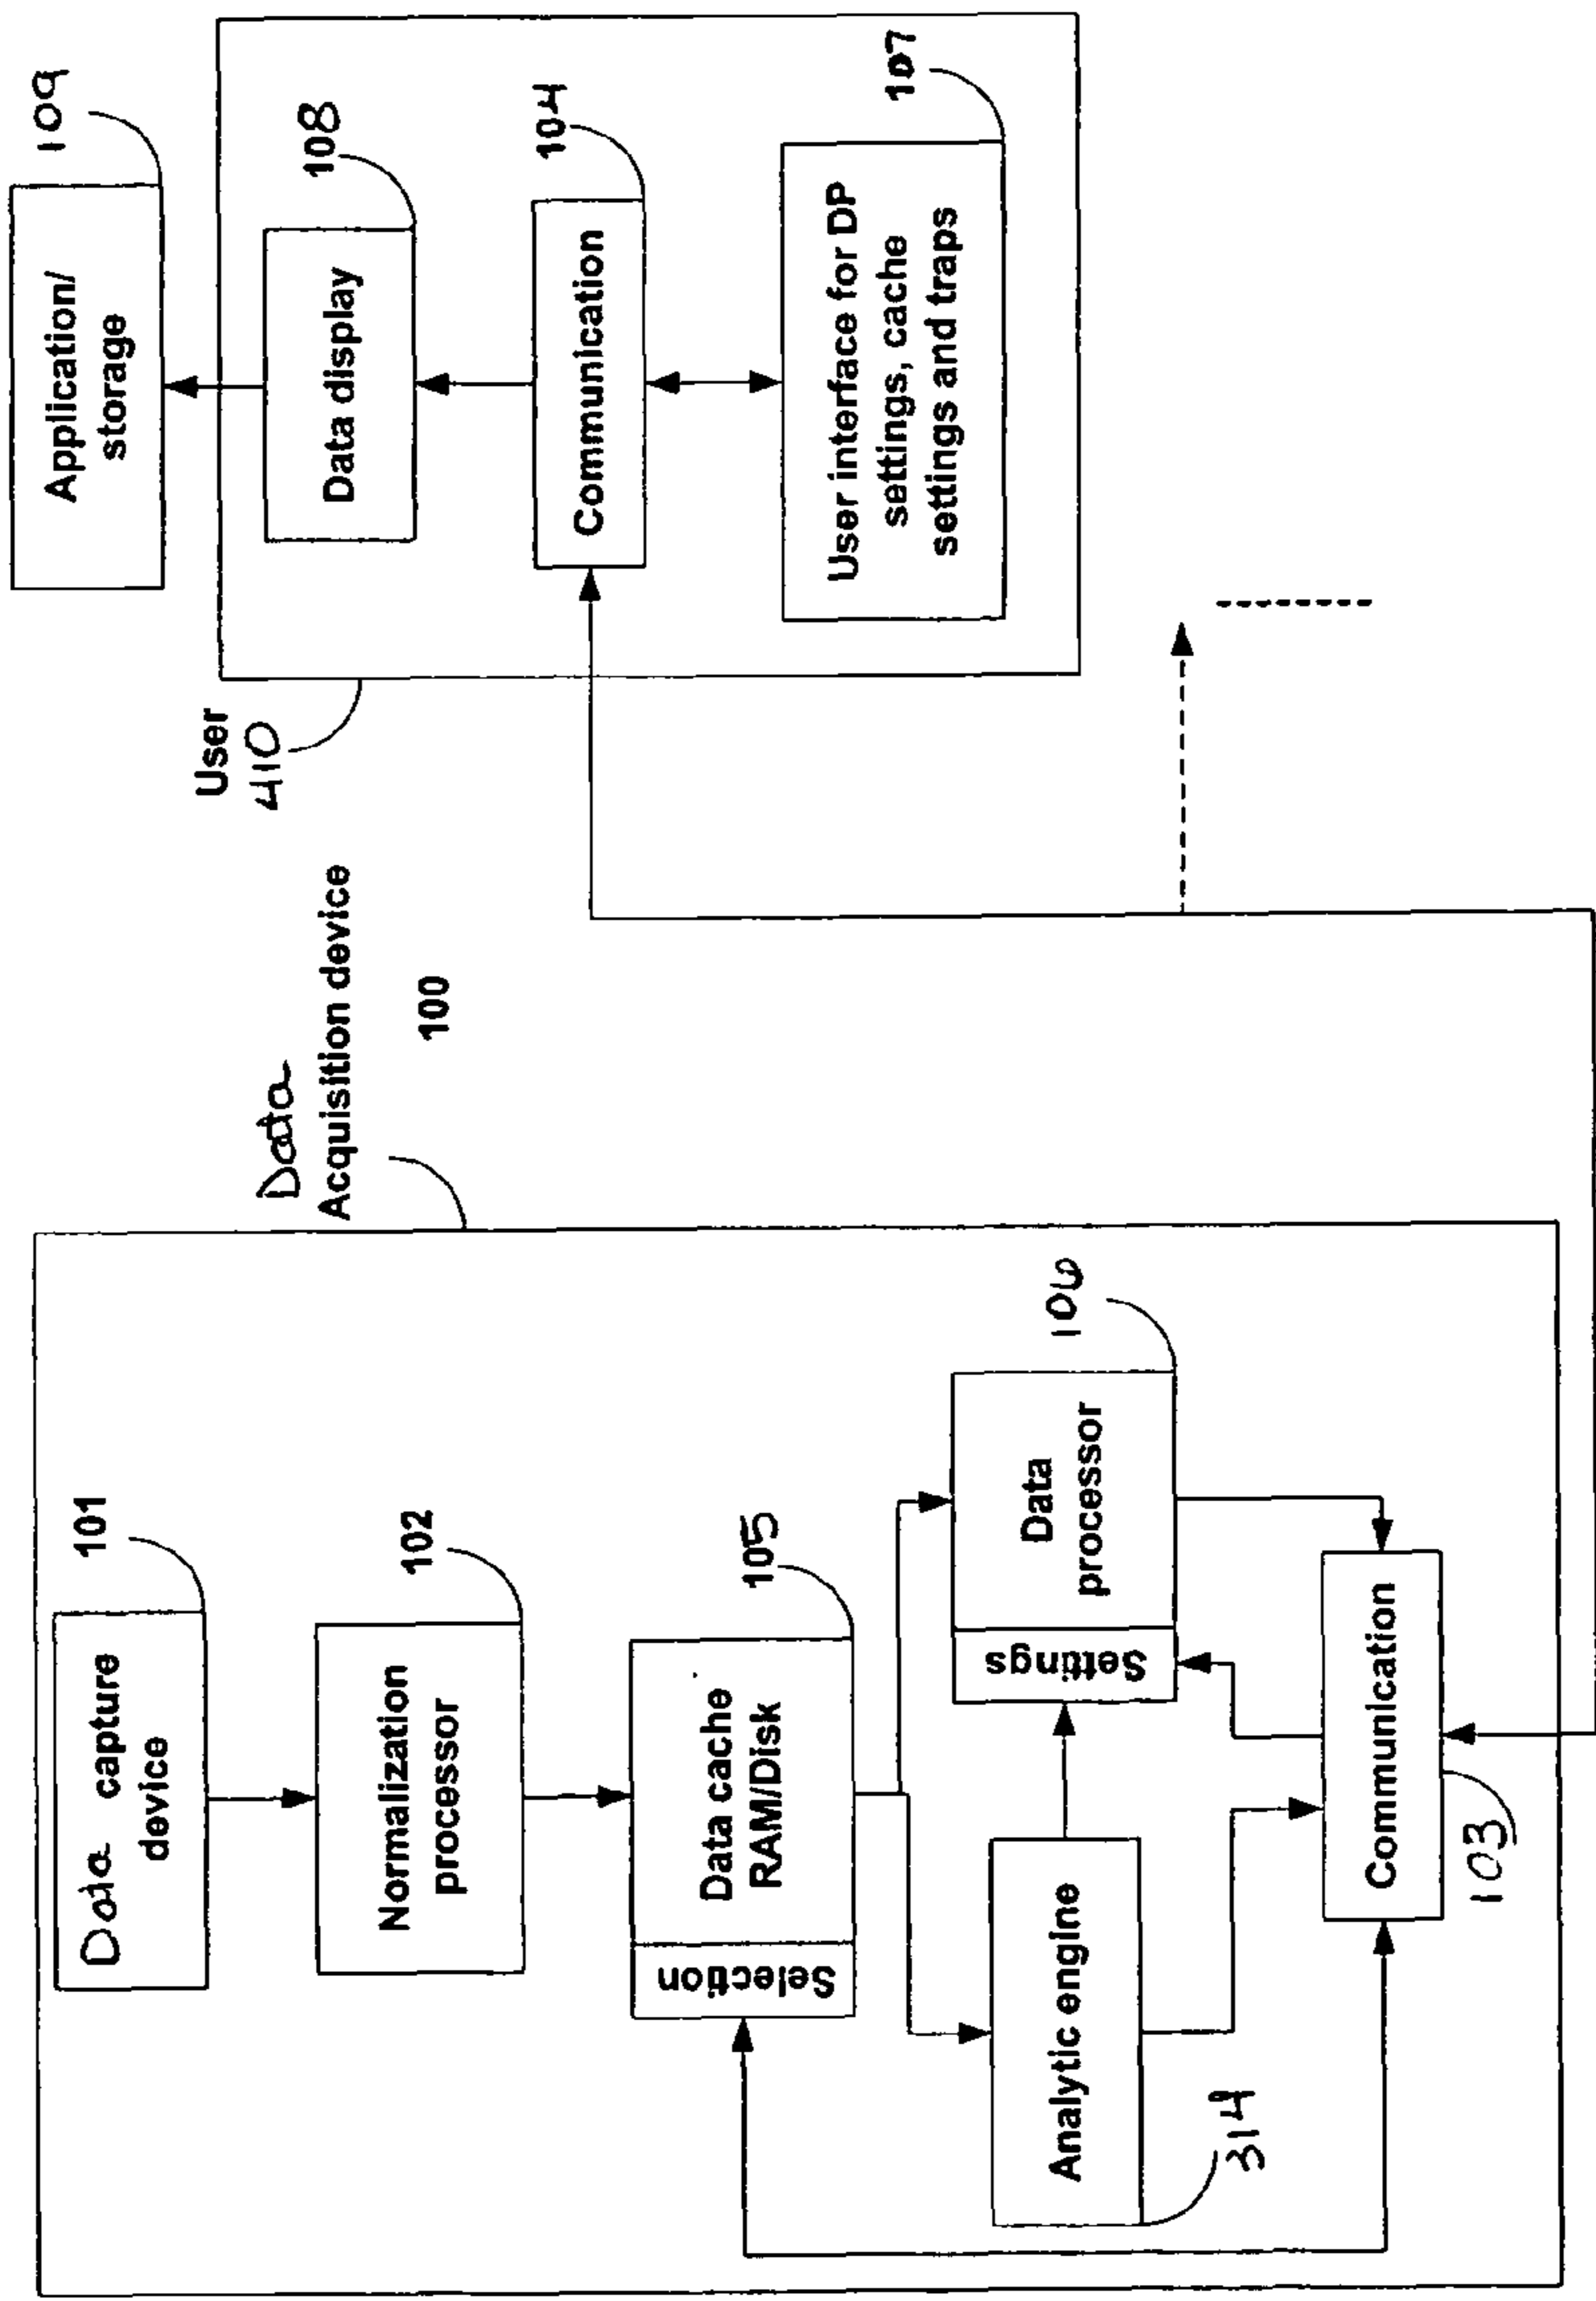 Data capture
device
101
Normalization
processor
102
Selection
Data cache
RAM/Disk
105
Analytic engine
314
Settings
Data
processor
106
Communication
103
Data
Acquisition device
100
User
410
Application/
storage
109
Data display
108
Communication
104
User interface for DP
settings, cache
settings and traps
107